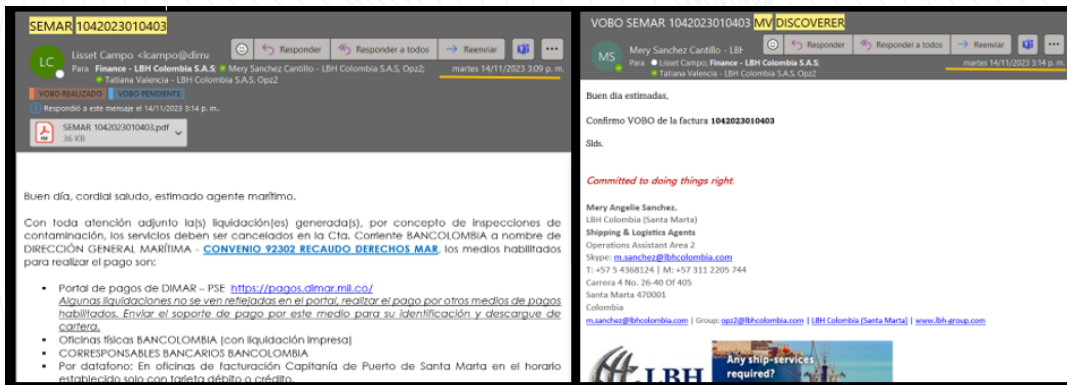 SEMAR 1042023010403
LC
Lisset Campo <lcampo@dima
Responder
Responder a todos
Reenviar
Para Finance - LBH Colombia S.A.S; Mery Sanchez Cantillo - LBH Colombia S.A.S, Opz2;
martes 14/11/2023 3:09 p. m.
Tatiana Valencia - LBH Colombia S.A.S, Opz2
VOBO REALIZADO VOBO PENDIENTE
Respondió a este mensaje el 14/11/2023 3:14 p. m.
SEMAR 1042023010403.pdf
36 KB
Buen día, cordial saludo, estimado agente marítimo.
Con toda atención adjunto la(s) liquidación(es) generada(s), por concepto de inspecciones de
contaminación, los servicios deben ser cancelados en la Cta. Corriente BANCOLOMBIA a nombre de
DIRECCIÓN GENERAL MARÍTIMA - CONVENIO 92302 RECAUDO DERECHOS MAR, los medios habilitados
para realizar el pago son:
▪ Portal de pagos de DIMAR – PSE https://pagos.dimar.mil.co/
Algunas liquidaciones no se ven reflejadas en el portal, realizar el pago por otros medios de pagos
habilitados. Enviar el soporte de pago por este medio para su identificación y descargue de
cartera.
▪ Oficinas físicas BANCOLOMBIA (con liquidación impresa)
▪ CORRESPONSABLES BANCARIOS BANCOLOMBIA
▪ Por datafono: En oficinas de facturación Capitanía de Puerto de Santa Marta en el horario
establecido solo con tarjeta débito o crédito.
VOBO SEMAR 1042023010403 MV DISCOVERER
MS
Mery Sanchez Cantillo - LBH
Responder
Responder a todos
Reenviar
Para Lisset Campo; Finance - LBH Colombia S.A.S;
martes 14/11/2023 3:14 p. m.
Tatiana Valencia - LBH Colombia S.A.S, Opz2
Buen dia estimadas,
Confirmo VOBO de la factura 1042023010403
Slds.
Committed to doing things right.
Mery Angelie Sanchez.
LBH Colombia (Santa Marta)
Shipping & Logistics Agents
Operations Assistant Area 2
Skype: m.sanchez@lbhcolombia.com
T: +57 5 4368124 | M: +57 311 2205 744
Carrera 4 No. 26-40 Of 405
Santa Marta 470001
Colombia
m.sanchez@lbhcolombia.com | Group: opz2@lbhcolombia.com | LBH Colombia (Santa Marta) | www.lbh-group.com
LBH
Any ship-services
required?